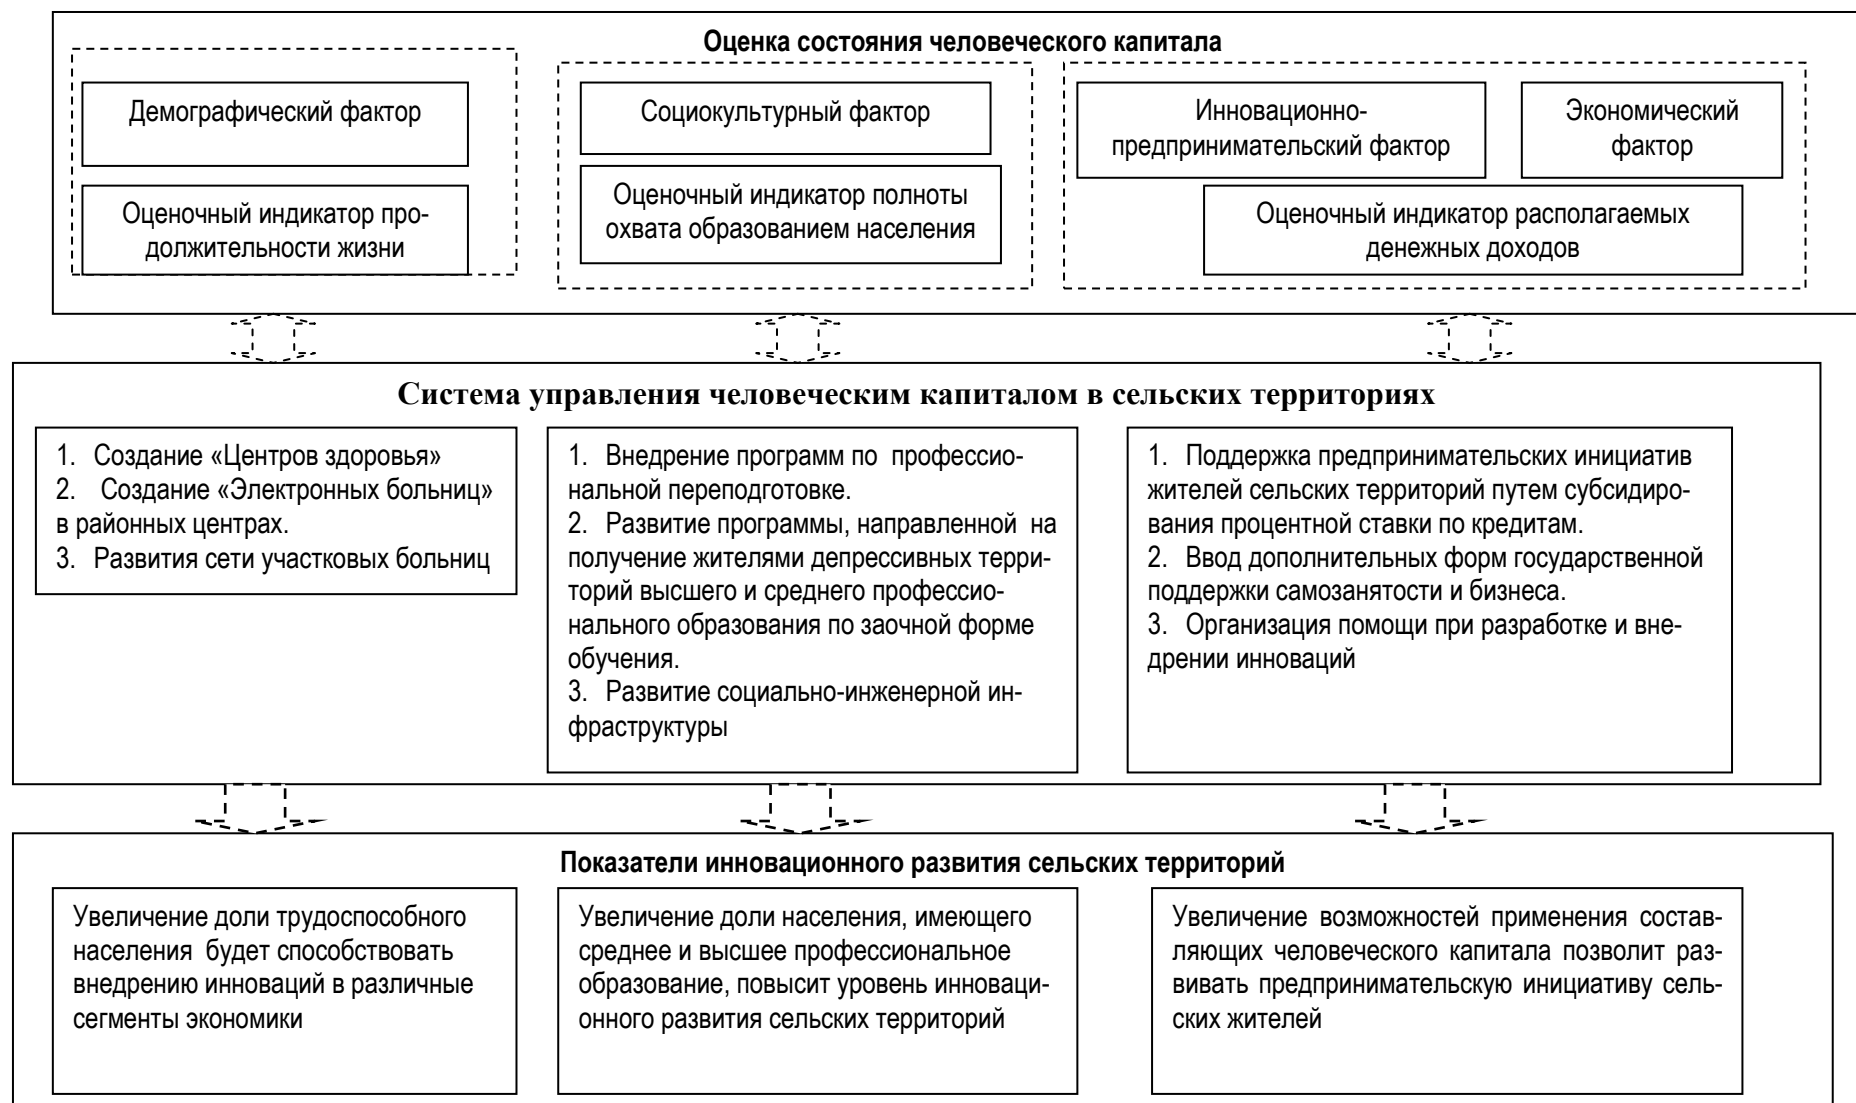 Оценка состояния человеческого капитала
Демографический фактор
Оценочный индикатор про-
должительности жизни
Социокультурный фактор
Оценочный индикатор полноты
охвата образованием населения
Инновационно-
предпринимательский фактор
Экономический
фактор
Оценочный индикатор располагаемых
денежных доходов
Система управления человеческим капиталом в сельских территориях
1. Создание «Центров здоровья»
2. Создание «Электронных больниц»
в районных центрах.
3. Развития сети участковых больниц
1. Внедрение программ по профессио-
нальной переподготовке.
2. Развитие программы, направленной на
получение жителями депрессивных терри-
торий высшего и среднего профессио-
нального образования по заочной форме
обучения.
3. Развитие социально-инженерной ин-
фраструктуры
1. Поддержка предпринимательских инициатив
жителей сельских территорий путем субсидиро-
вания процентной ставки по кредитам.
2. Ввод дополнительных форм государственной
поддержки самозанятости и бизнеса.
3. Организация помощи при разработке и вне-
дрении инноваций
Показатели инновационного развития сельских территорий
Увеличение доли трудоспособного
населения будет способствовать
внедрению инноваций в различные
сегменты экономики
Увеличение доли населения, имеющего
среднее и высшее профессиональное
образование, повысит уровень инноваци-
онного развития сельских территорий
Увеличение возможностей применения состав-
ляющих человеческого капитала позволит раз-
вивать предпринимательскую инициативу сель-
ских жителей